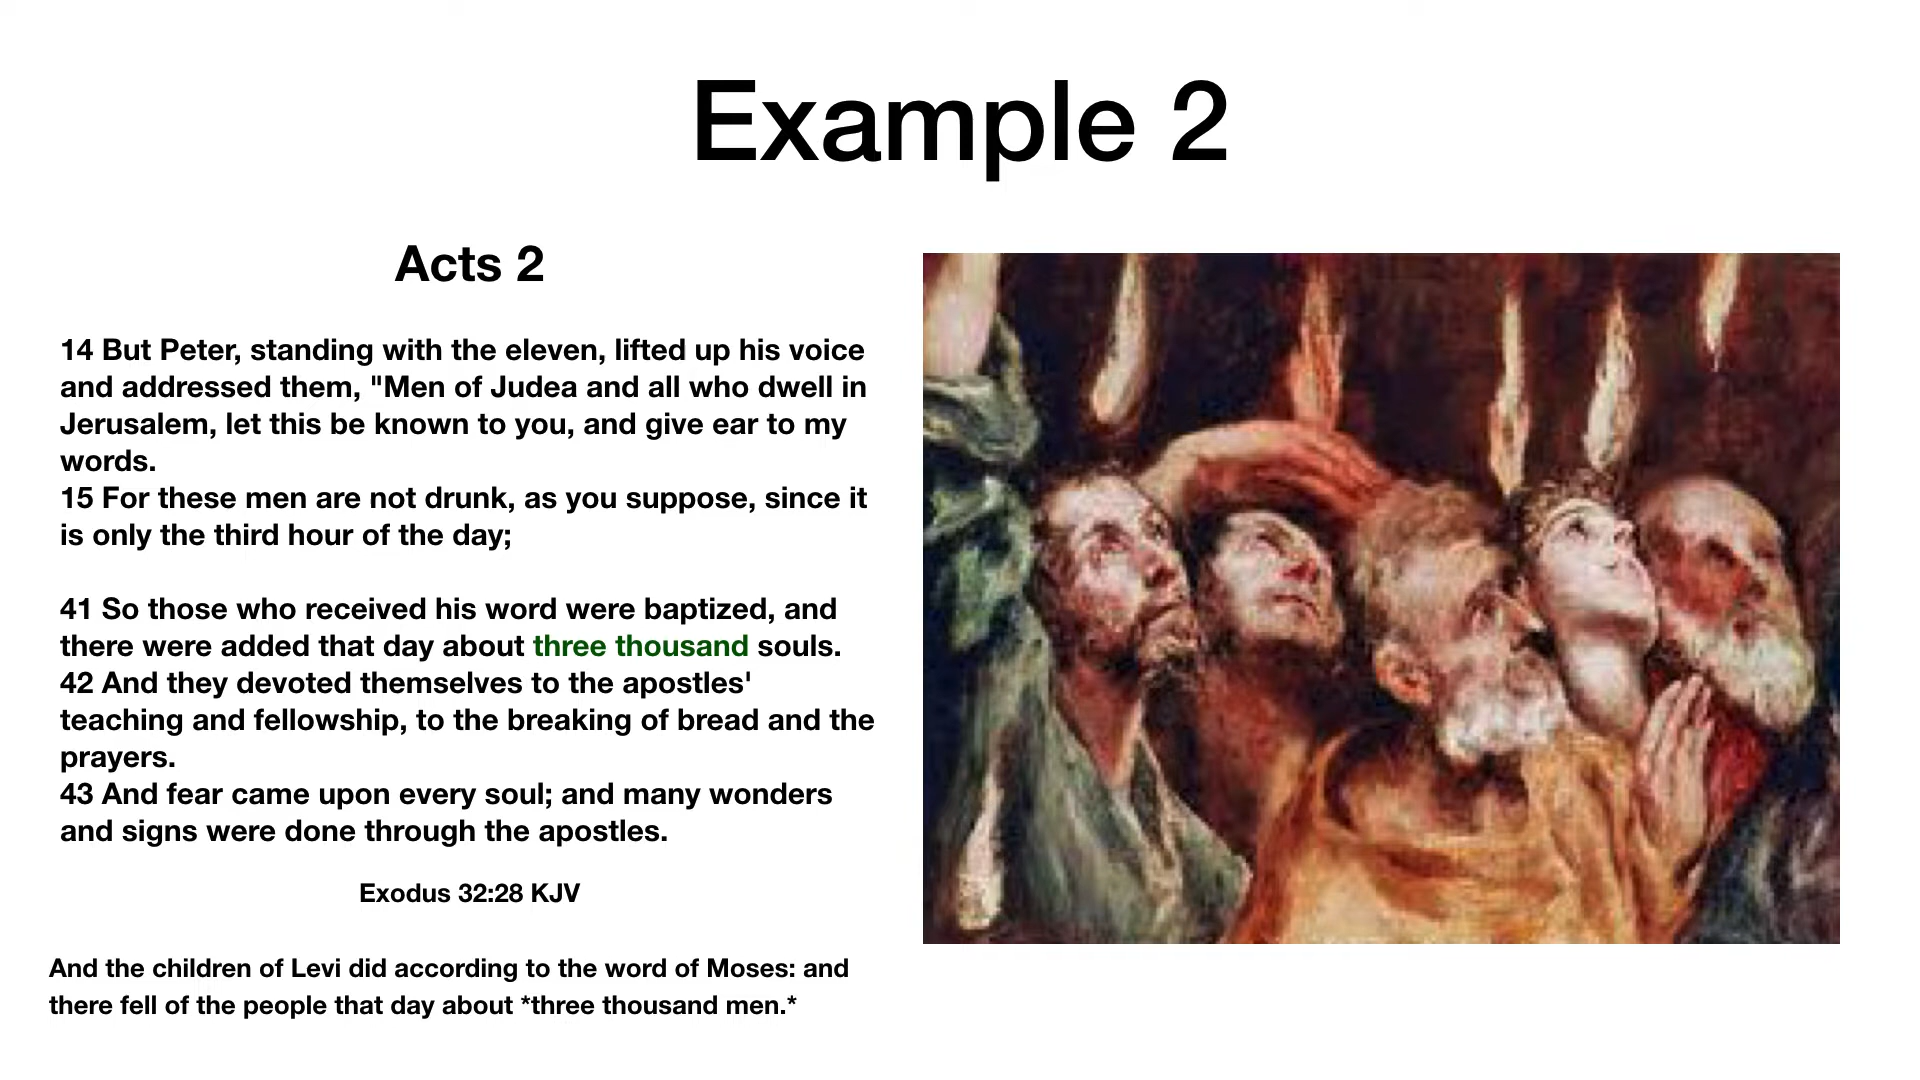 Example 2
Acts 2
14 But Peter, standing with the eleven, lifted up his voice
and addressed them, "Men of Judea and all who dwell in
Jerusalem, let this be known to you, and give ear to my
words.
15 For these men are not drunk, as you suppose, since it
is only the third hour of the day;
41 So those who received his word were baptized, and
there were added that day about three thousand souls.
42 And they devoted themselves to the apostles'
teaching and fellowship, to the breaking of bread and the
prayers.
43 And fear came upon every soul; and many wonders
and signs were done through the apostles.
Exodus 32:28 KJV
And the children of Levi did according to the word of Moses: and
there fell of the people that day about *three thousand men.*